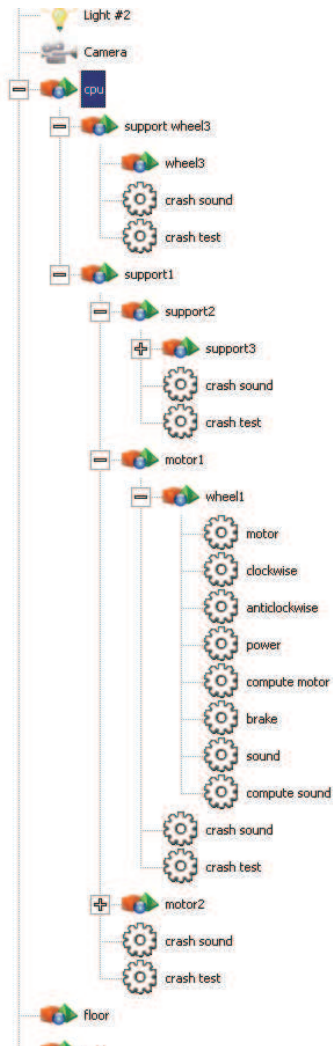 Light #2
Camera
cpu
support wheel3
wheel3
crash sound
crash test
support1
support2
support3
crash sound
crash test
motor1
wheel1
motor
clockwise
anticlockwise
power
compute motor
brake
sound
compute sound
crash sound
crash test
motor2
crash sound
crash test
floor